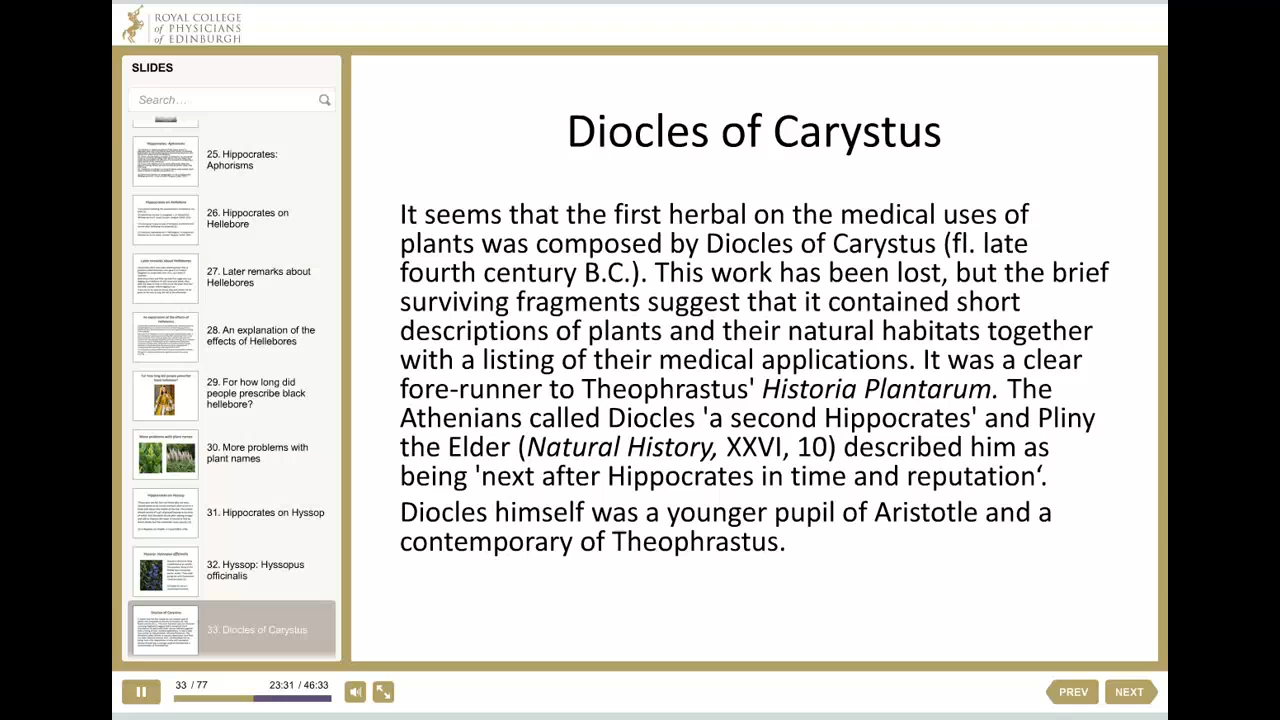 ROYAL COLLEGE
of PHYSICIANS
of EDINBURGH
SLIDES
Search...
25. Hippocrates:
Aphorisms
26. Hippocrates on
Hellebore
27. Later remarks about
Hellebores
28. An explanation of the
effects of Hellebores
29. For how long did
people prescribe black
hellebore?
30. More problems with
plant names
31. Hippocrates on Hyssop
32. Hyssop: Hyssopus
officinalis
33. Diocles of Carystus
Diocles of Carystus
It seems that the first herbal on the medical uses of
plants was composed by Diocles of Carystus (fl. late
fourth century B.C.). This work has been lost, but the brief
surviving fragments suggest that it contained short
descriptions of plants and their natural habitats together
with a listing of their medical applications. It was a clear
fore-runner to Theophrastus' Historia Plantarum. The
Athenians called Diocles 'a second Hippocrates' and Pliny
the Elder (Natural History, XXVI, 10) described him as
being 'next after Hippocrates in time and reputation‘.
Diocles himself was a younger pupil of Aristotle and a
contemporary of Theophrastus.
33 / 77
23:31 / 46:33
PREV
NEXT